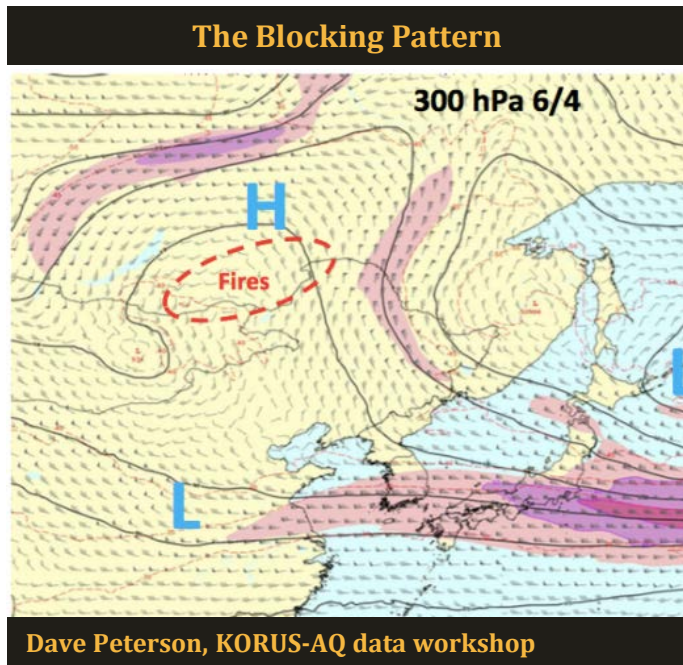 The Blocking Pattern
300 hPa 6/4
H
Fires
L
Dave Peterson, KORUS-AQ data workshop